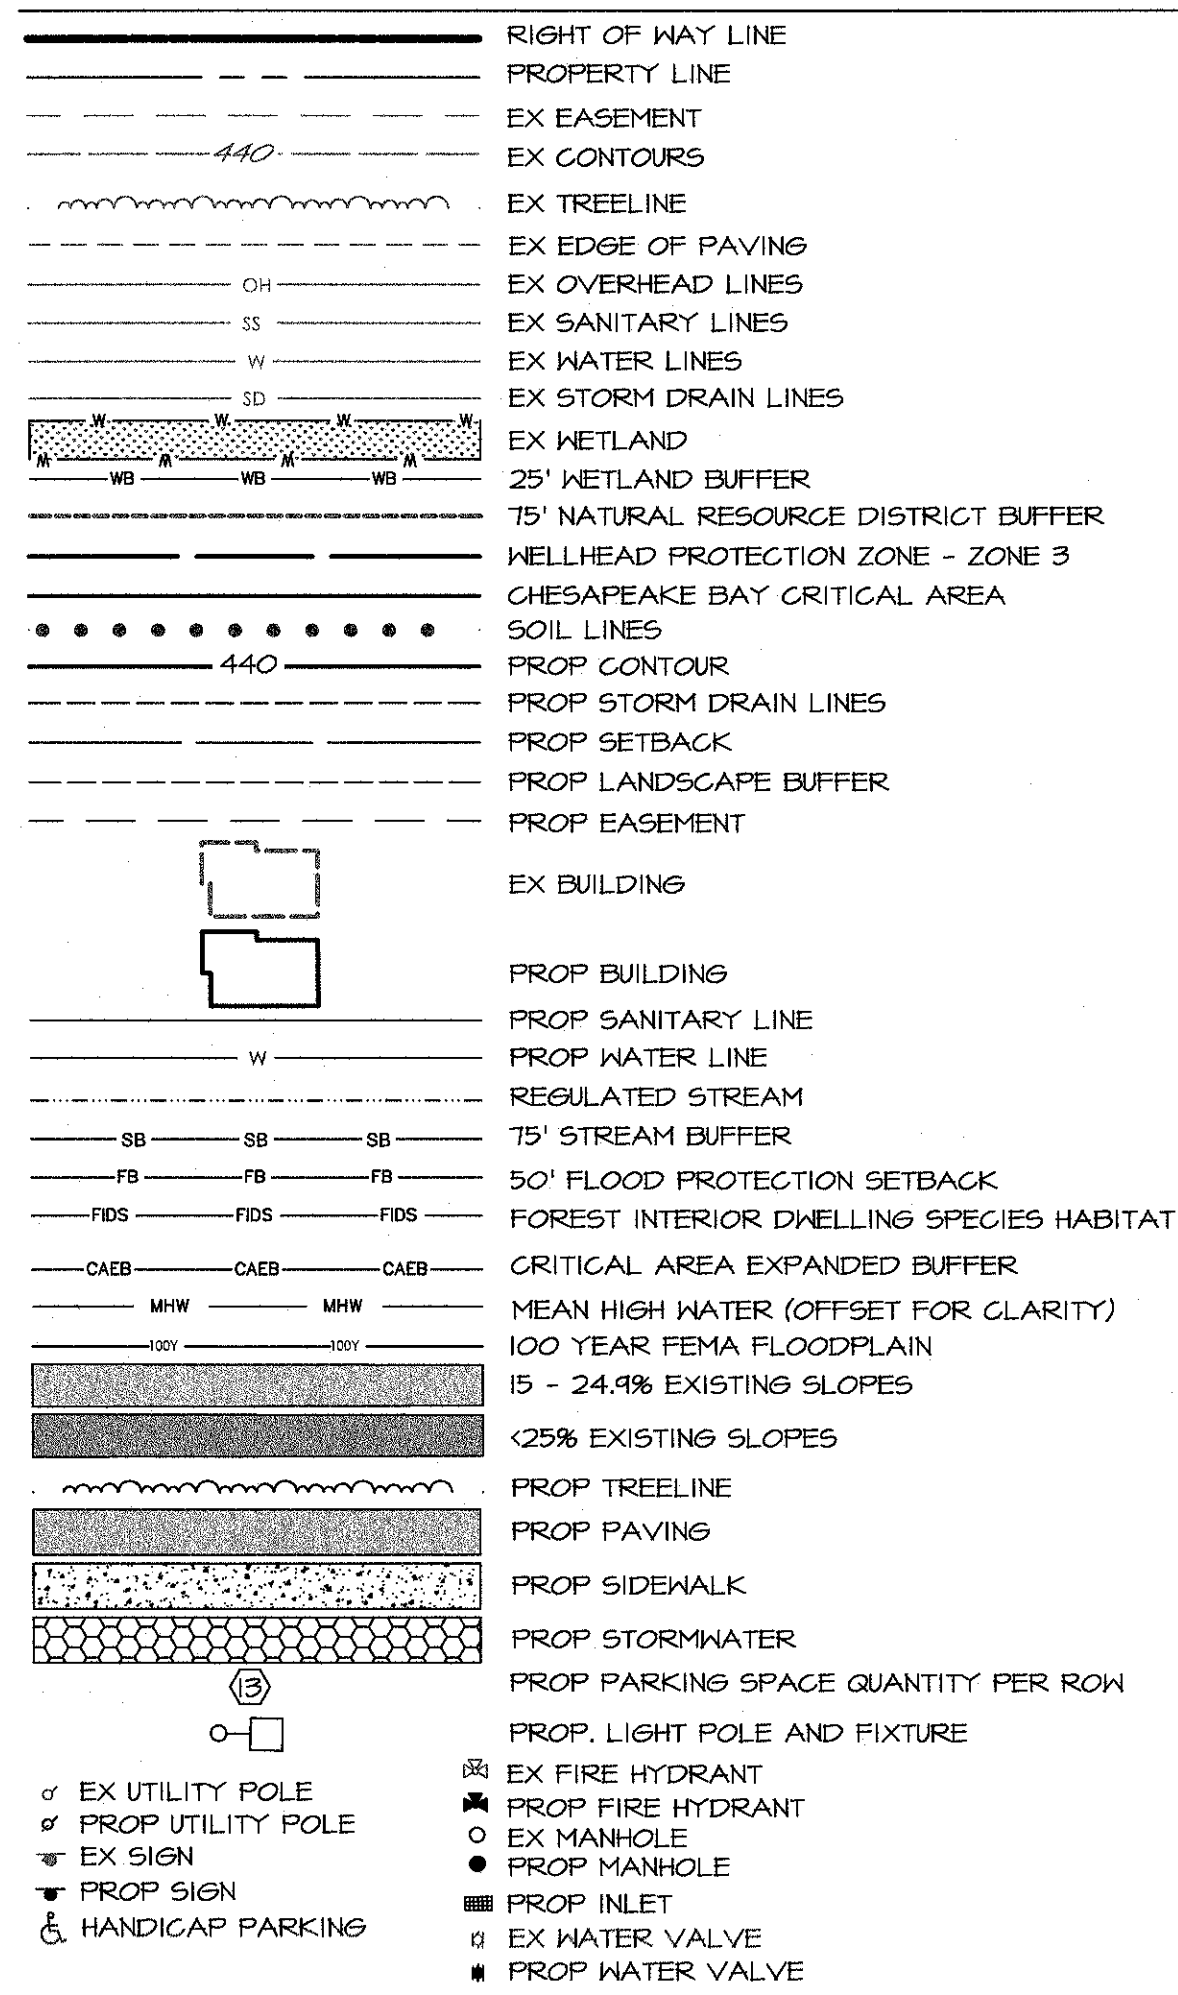 RIGHT OF WAY LINE
PROPERTY LINE
EX EASEMENT
440 EX CONTOURS
EX TREELINE
EX EDGE OF PAVING
OH EX OVERHEAD LINES
SS EX SANITARY LINES
W EX WATER LINES
SD EX STORM DRAIN LINES
W W W W
EX WETLAND
W W W W
WB WB WB 25' WETLAND BUFFER
75' NATURAL RESOURCE DISTRICT BUFFER
WELLHEAD PROTECTION ZONE - ZONE 3
CHESAPEAKE BAY CRITICAL AREA
SOIL LINES
440 PROP CONTOUR
PROP STORM DRAIN LINES
PROP SETBACK
PROP LANDSCAPE BUFFER
PROP EASEMENT
EX BUILDING
PROP BUILDING
PROP SANITARY LINE
W PROP WATER LINE
REGULATED STREAM
SB SB SB 75' STREAM BUFFER
FB FB FB 50' FLOOD PROTECTION SETBACK
FIDS FIDS FIDS FOREST INTERIOR DWELLING SPECIES HABITAT
CAEB CAEB CAEB CRITICAL AREA EXPANDED BUFFER
MHW MHW MEAN HIGH WATER (OFFSET FOR CLARITY)
100Y 100Y 100 YEAR FEMA FLOODPLAIN
15 - 24.9% EXISTING SLOPES
<25% EXISTING SLOPES
PROP TREELINE
PROP PAVING
PROP SIDEWALK
PROP STORMWATER
13 PROP PARKING SPACE QUANTITY PER ROW
PROP. LIGHT POLE AND FIXTURE
EX UTILITY POLE
PROP UTILITY POLE
EX SIGN
PROP SIGN
HANDICAP PARKING
EX FIRE HYDRANT
PROP FIRE HYDRANT
EX MANHOLE
PROP MANHOLE
PROP INLET
EX WATER VALVE
PROP WATER VALVE